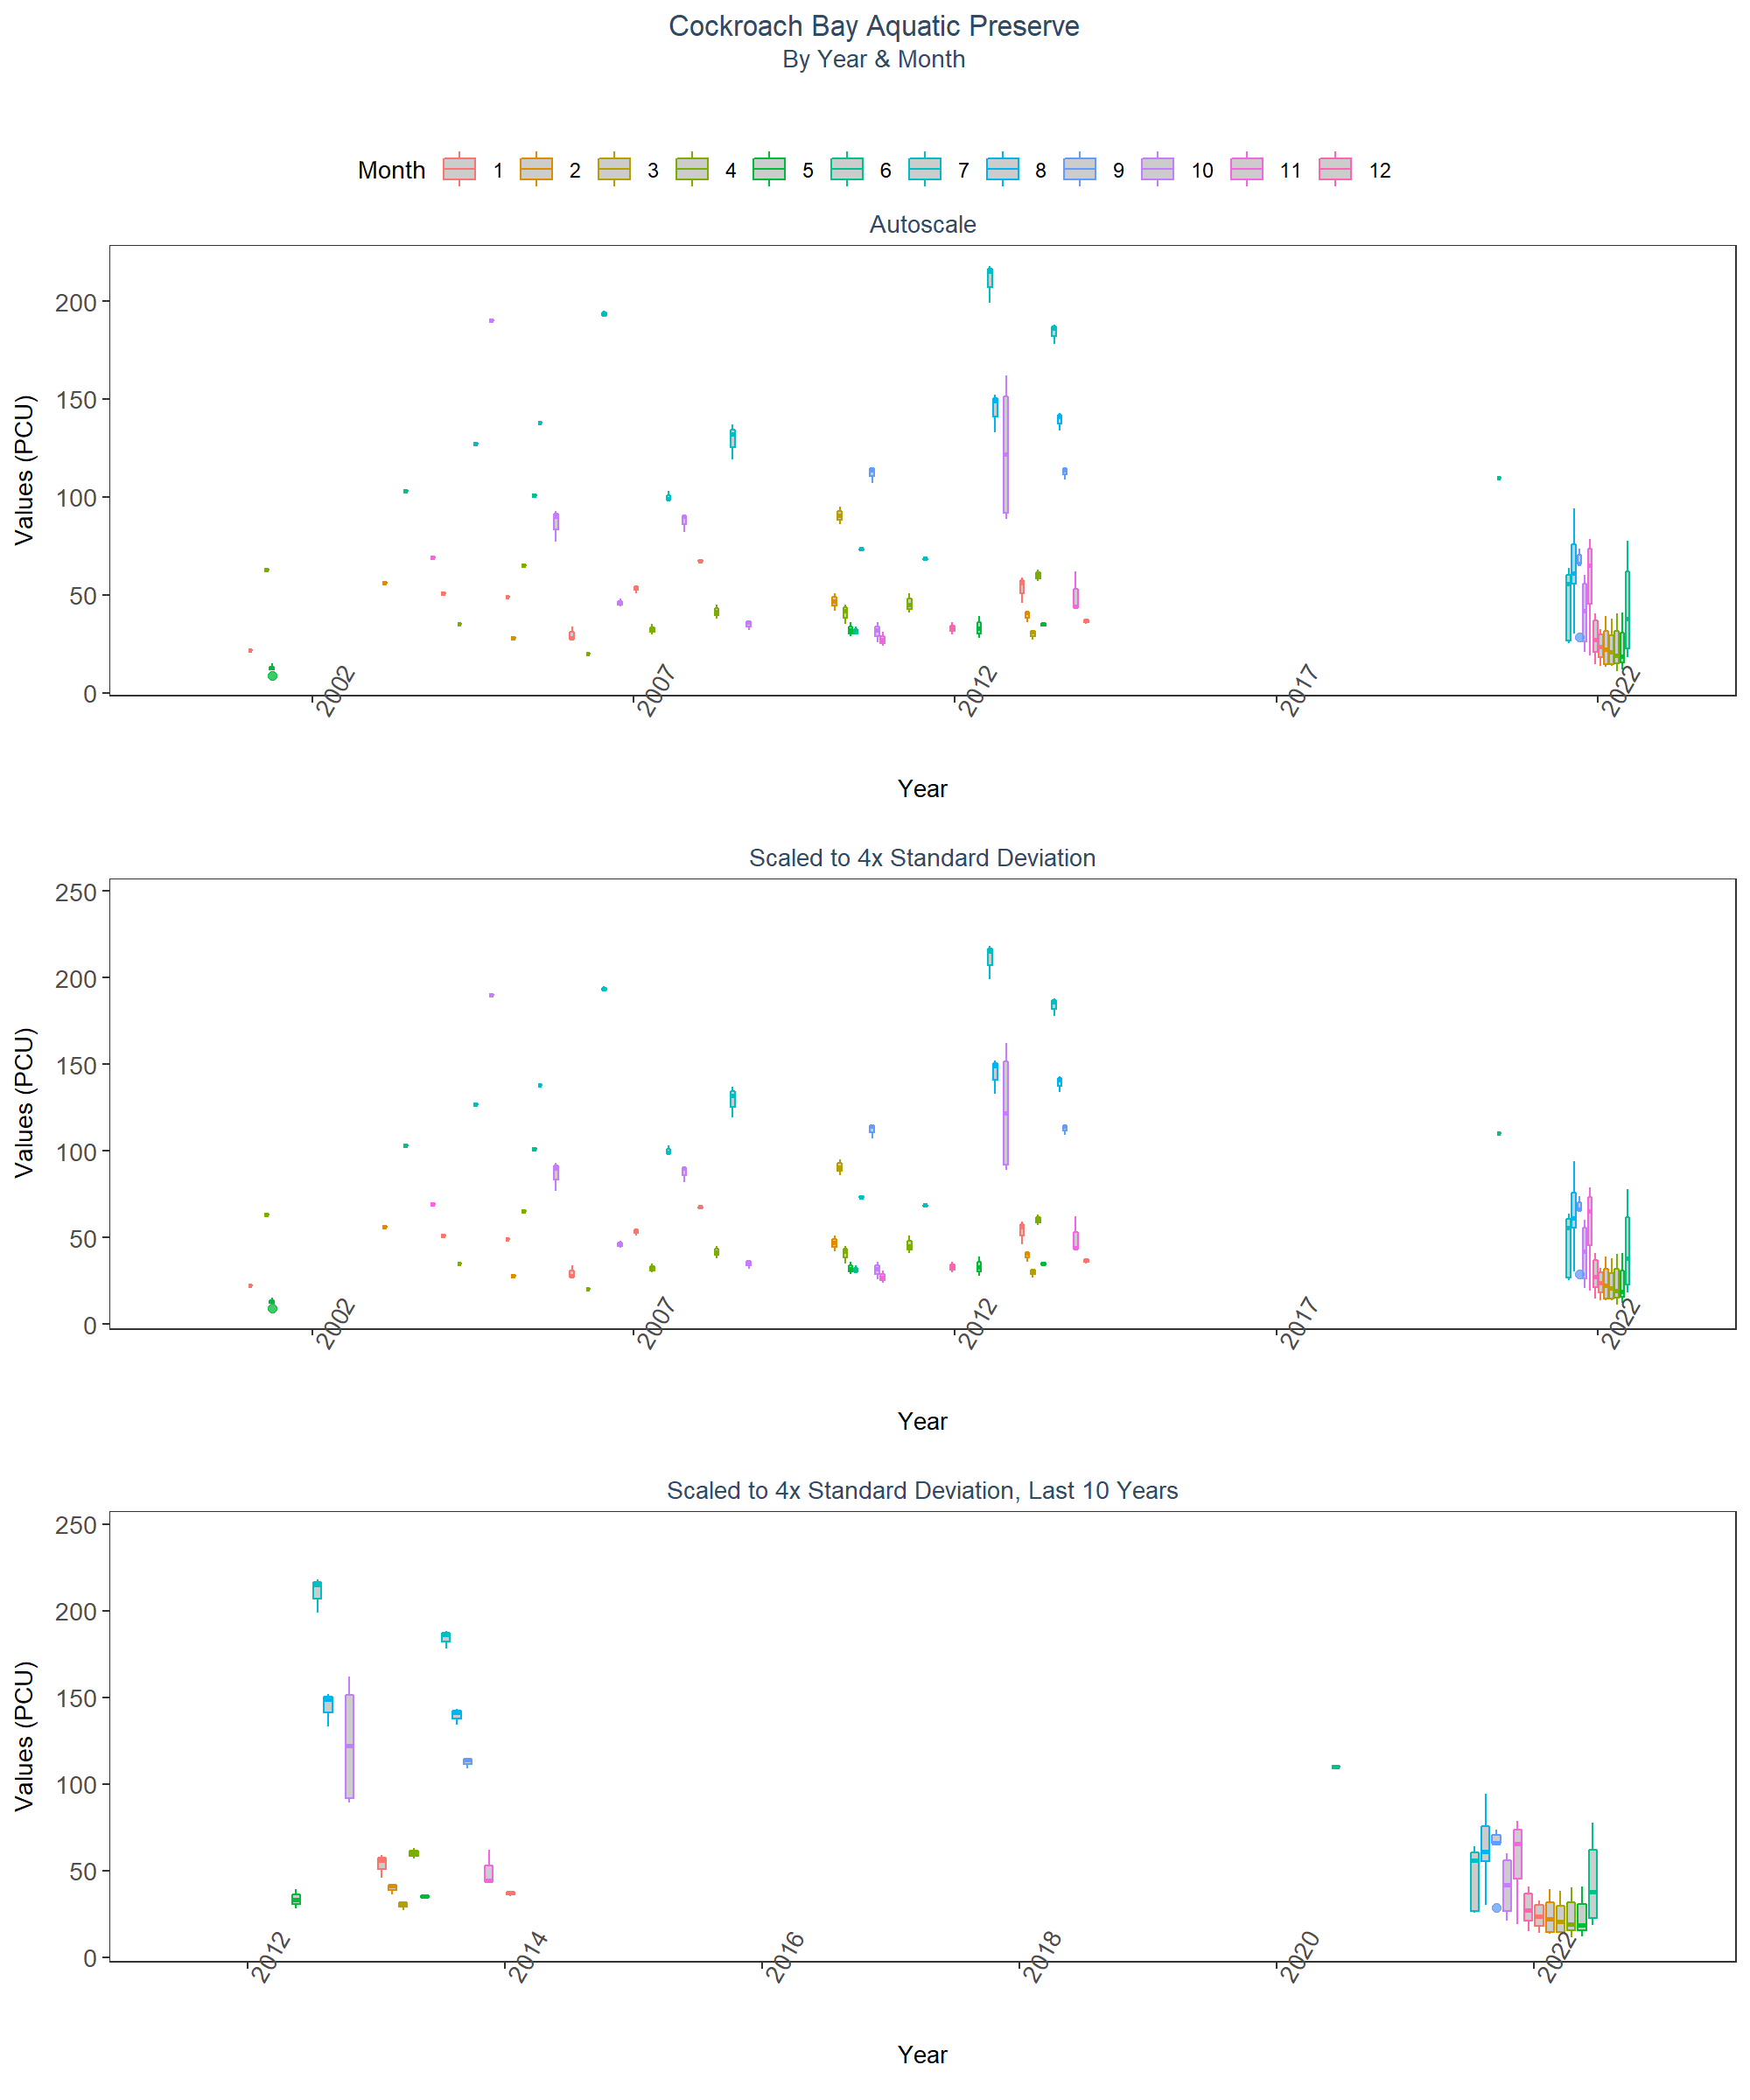 Cockroach Bay Aquatic Preserve
By Year & Month
Month 1 2 3 4 5 6 7 8 9 10 11 12
Autoscale
Values (PCU)
200
150
100
50
0
2002 2007 2012 2017 2022
Year
Scaled to 4x Standard Deviation
Values (PCU)
250
200
150
100
50
0
2002 2007 2012 2017 2022
Year
Scaled to 4x Standard Deviation, Last 10 Years
Values (PCU)
250
200
150
100
50
0
2012 2014 2016 2018 2020 2022
Year